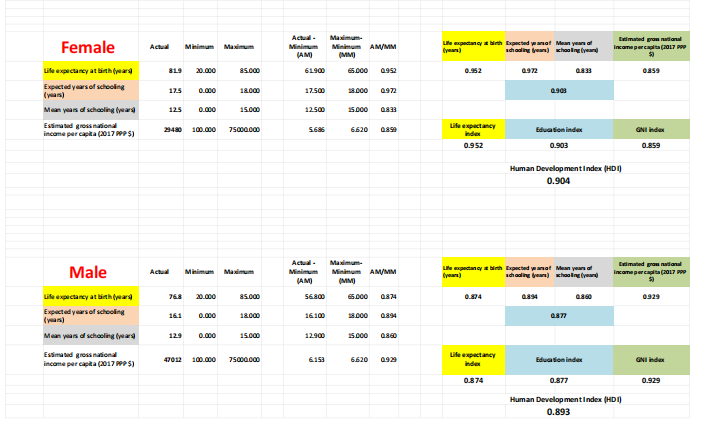 Female Actual Minimum Maximum Actual - Minimum (AM) Maximum- Minimum (MM) AM/MM
Life expectancy at birth (years) 81.9 20.000 85.000 61.900 65.000 0.952
Expected years of schooling (years) 17.5 0.000 18.000 17.500 18.000 0.972
Mean years of schooling (years) 12.5 0.000 15.000 12.500 15.000 0.833
Estimated gross national income per capita (2017 PPP $) 29480 100.000 75000.000 5.686 6.620 0.859
Life expectancy at birth (years) Expected years of schooling (years) Mean years of schooling (years) Estimated gross national income per capita (2017 PPP $)
0.952 0.972 0.833 0.859
0.903
Life expectancy index Education index GNI index
0.952 0.903 0.859
Human Development Index (HDI)
0.904
Male Actual Minimum Maximum Actual - Minimum (AM) Maximum- Minimum (MM) AM/MM
Life expectancy at birth (years) 76.8 20.000 85.000 56.800 65.000 0.874
Expected years of schooling (years) 16.1 0.000 18.000 16.100 18.000 0.894
Mean years of schooling (years) 12.9 0.000 15.000 12.900 15.000 0.860
Estimated gross national income per capita (2017 PPP $) 47012 100.000 75000.000 6.153 6.620 0.929
Life expectancy at birth (years) Expected years of schooling (years) Mean years of schooling (years) Estimated gross national income per capita (2017 PPP $)
0.874 0.894 0.860 0.929
0.877
Life expectancy index Education index GNI index
0.874 0.877 0.929
Human Development Index (HDI)
0.893